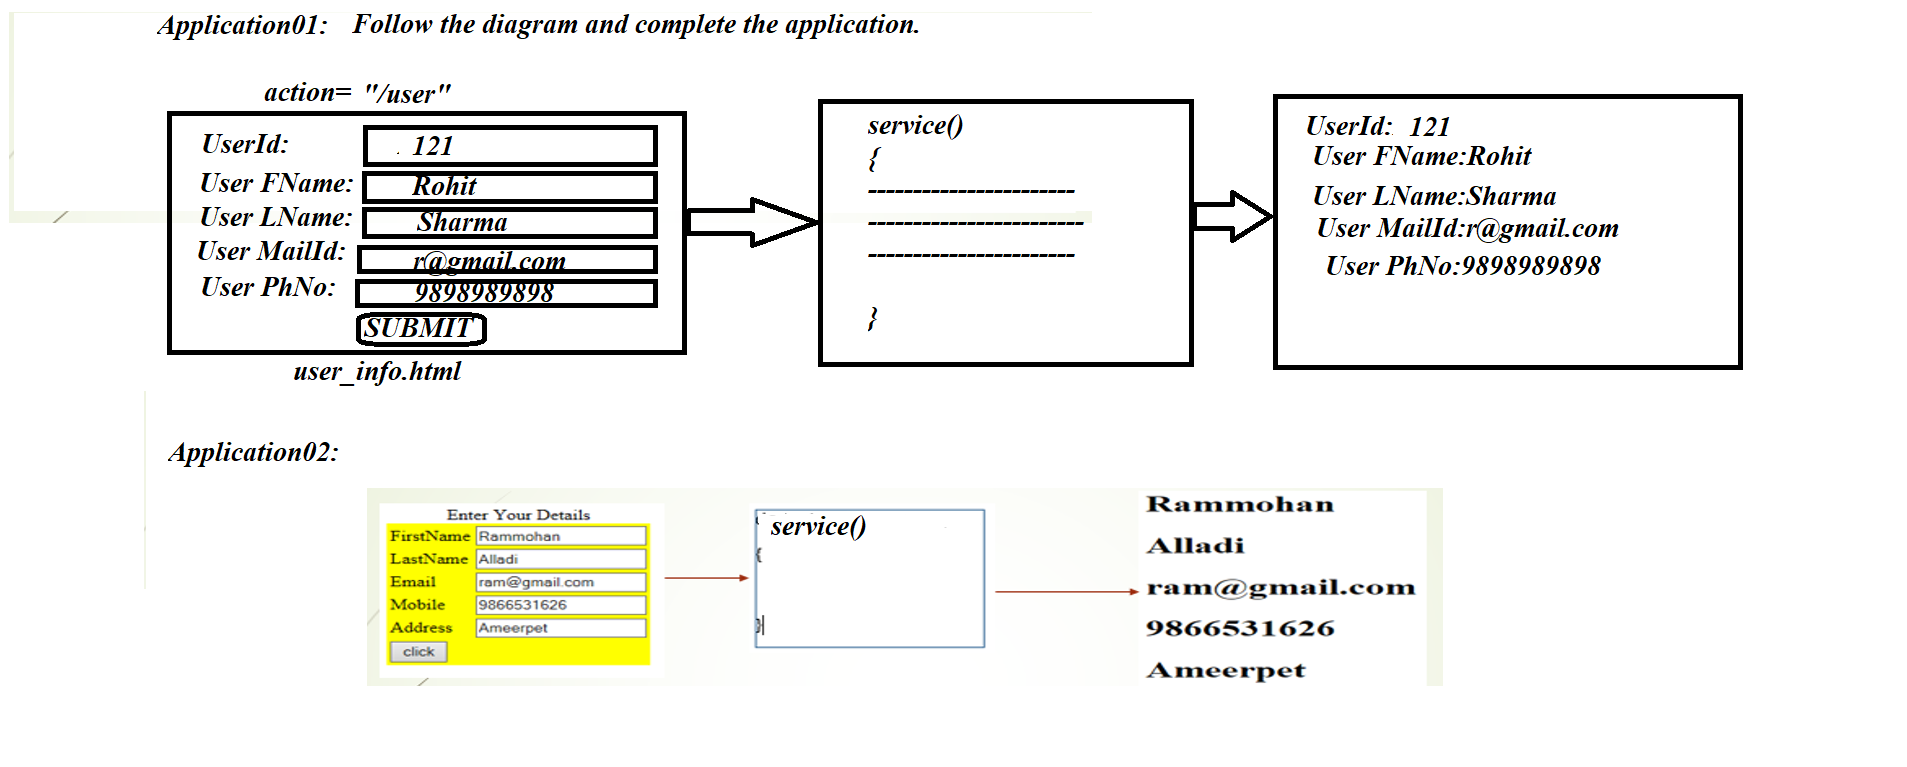 Application01: Follow the diagram and complete the application.
action= "/user"
UserId: 121
User FName: Rohit
User LName: Sharma
User MailId: r@gmail.com
User PhNo: 9898989898
SUBMIT
user_info.html
service()
{
-----------------------
------------------------
-----------------------
}
UserId: 121
User FName:Rohit
User LName:Sharma
User MailId:r@gmail.com
User PhNo:9898989898
Application02:
Enter Your Details
FirstName Rammohan
LastName Alladi
Email ram@gmail.com
Mobile 9866531626
Address Ameerpet
click
service()
{
}
Rammohan
Alladi
ram@gmail.com
9866531626
Ameerpet